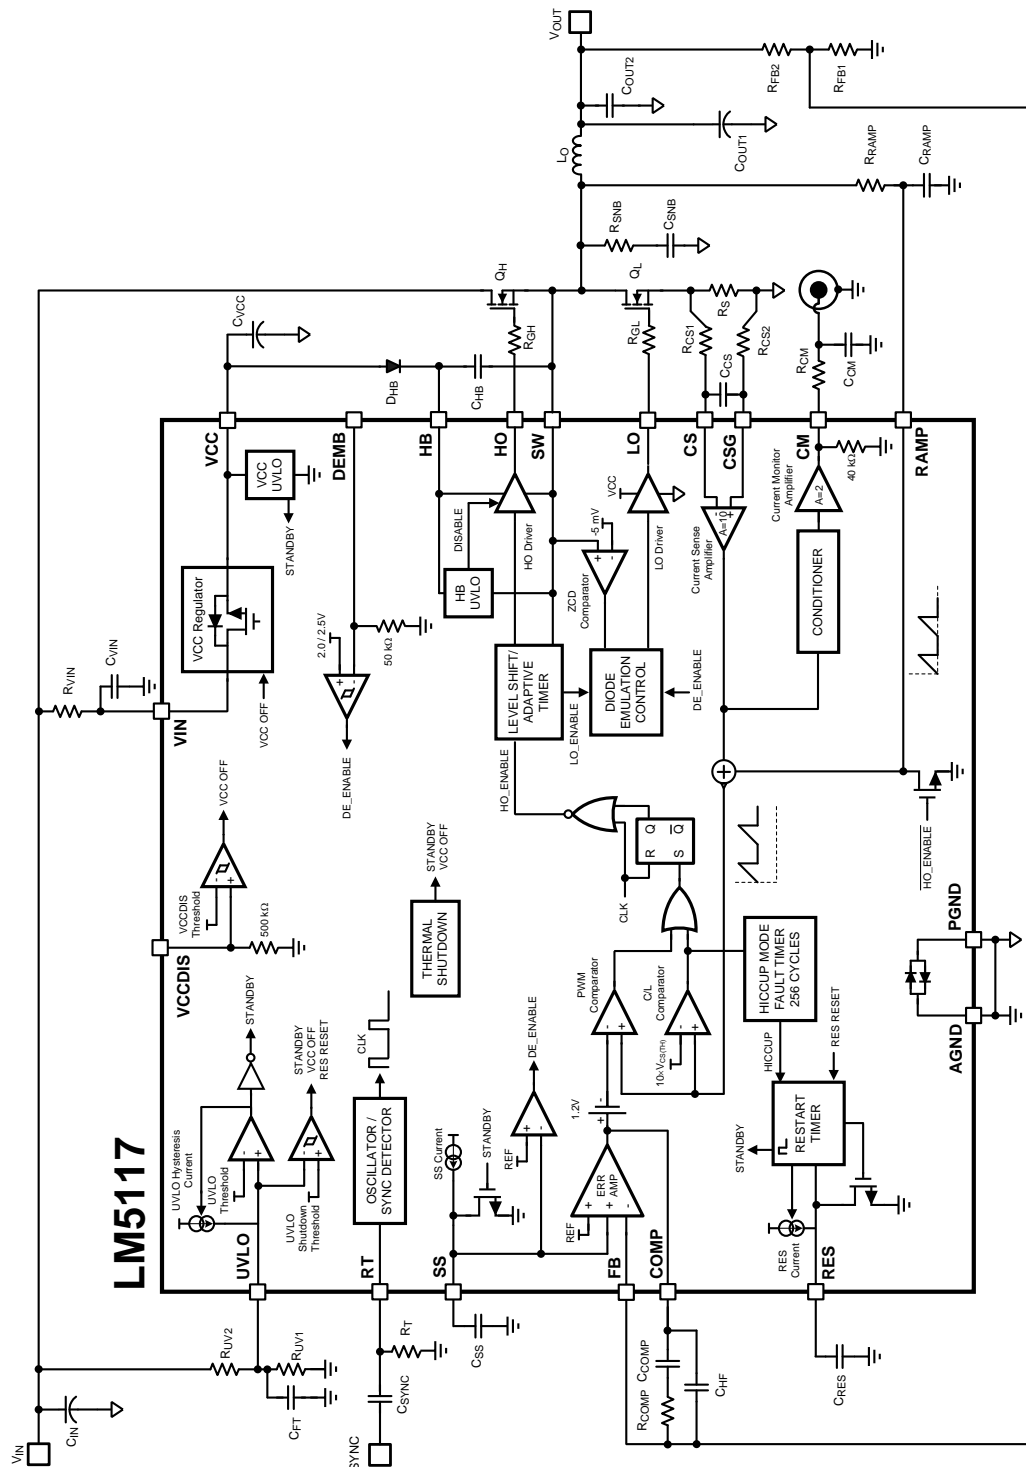 LM5117
VIN
CIN
RUV2
RUV1
CFT
UVLO
UVLO Hysteresis
Current
UVLO
Threshold
UVLO
Shutdown
Threshold
STANDBY
STANDBY
VCC OFF
RES RESET
VCCDIS
VCCDIS
Threshold
500 kΩ
VCC OFF
RVIN
CVIN
VIN
VCC Regulator
VCC OFF
VCC
UVLO
STANDBY
VCC
CVCC
SYNC
CSYNC
RT
RT
OSCILLATOR /
SYNC DETECTOR
CLK
THERMAL
SHUTDOWN
STANDBY
VCC OFF
2.0 / 2.5V
50 kΩ
DE_ENABLE
DEMB
DHB
CHB
HB
HB
UVLO
DISABLE
HO Driver
HO
SW
RGH
QH
LEVEL SHIFT/
ADAPTIVE
TIMER
HO_ENABLE
LO_ENABLE
DIODE
EMULATION
CONTROL
DE_ENABLE
ZCD
Comparator
-5 mV
VCC
LO Driver
LO
RGL
QL
RSNB
CSNB
LO
COUT1
COUT2
VOUT
RFB2
RFB1
SS
CSS
SS Current
STANDBY
REF
DE_ENABLE
FB
REF
ERR
AMP
1.2V
COMP
RCOMP
CCOMP
CHF
PWM
Comparator
C/L
Comparator
10xVCS(TH)
CLK
R
Q
S
Q
HICCUP MODE
FAULT TIMER
256 CYCLES
HICCUP
RESTART
TIMER
STANDBY
RES RESET
RES
Current
RES
CRES
CS
CSG
RCS1
RCS2
CCS
RS
A=10
Current Sense
Amplifier
CONDITIONER
Current Monitor
Amplifier
A=2
40 kΩ
CM
RCM
CCM
RAMP
RRAMP
CRAMP
HO_ENABLE
AGND
PGND